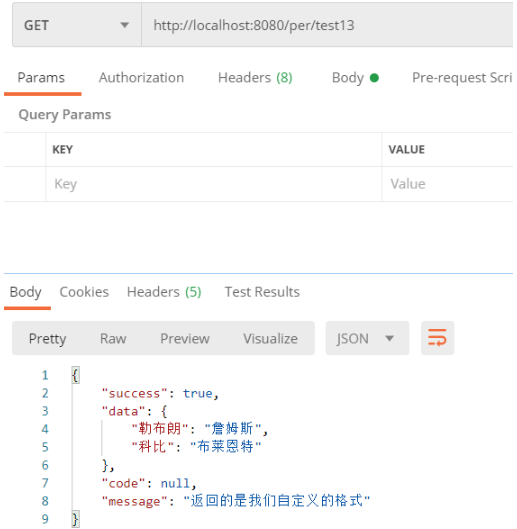 GET http://localhost:8080/per/test13
Params Authorization Headers (8) Body Pre-request Scri
Query Params
KEY VALUE
Key Value
Body Cookies Headers (5) Test Results
Pretty Raw Preview Visualize JSON
1 {
2 "success": true,
3 "data": {
4 "勒布朗": "詹姆斯",
5 "科比": "布莱恩特"
6 },
7 "code": null,
8 "message": "返回的是我们自定义的格式"
9 }